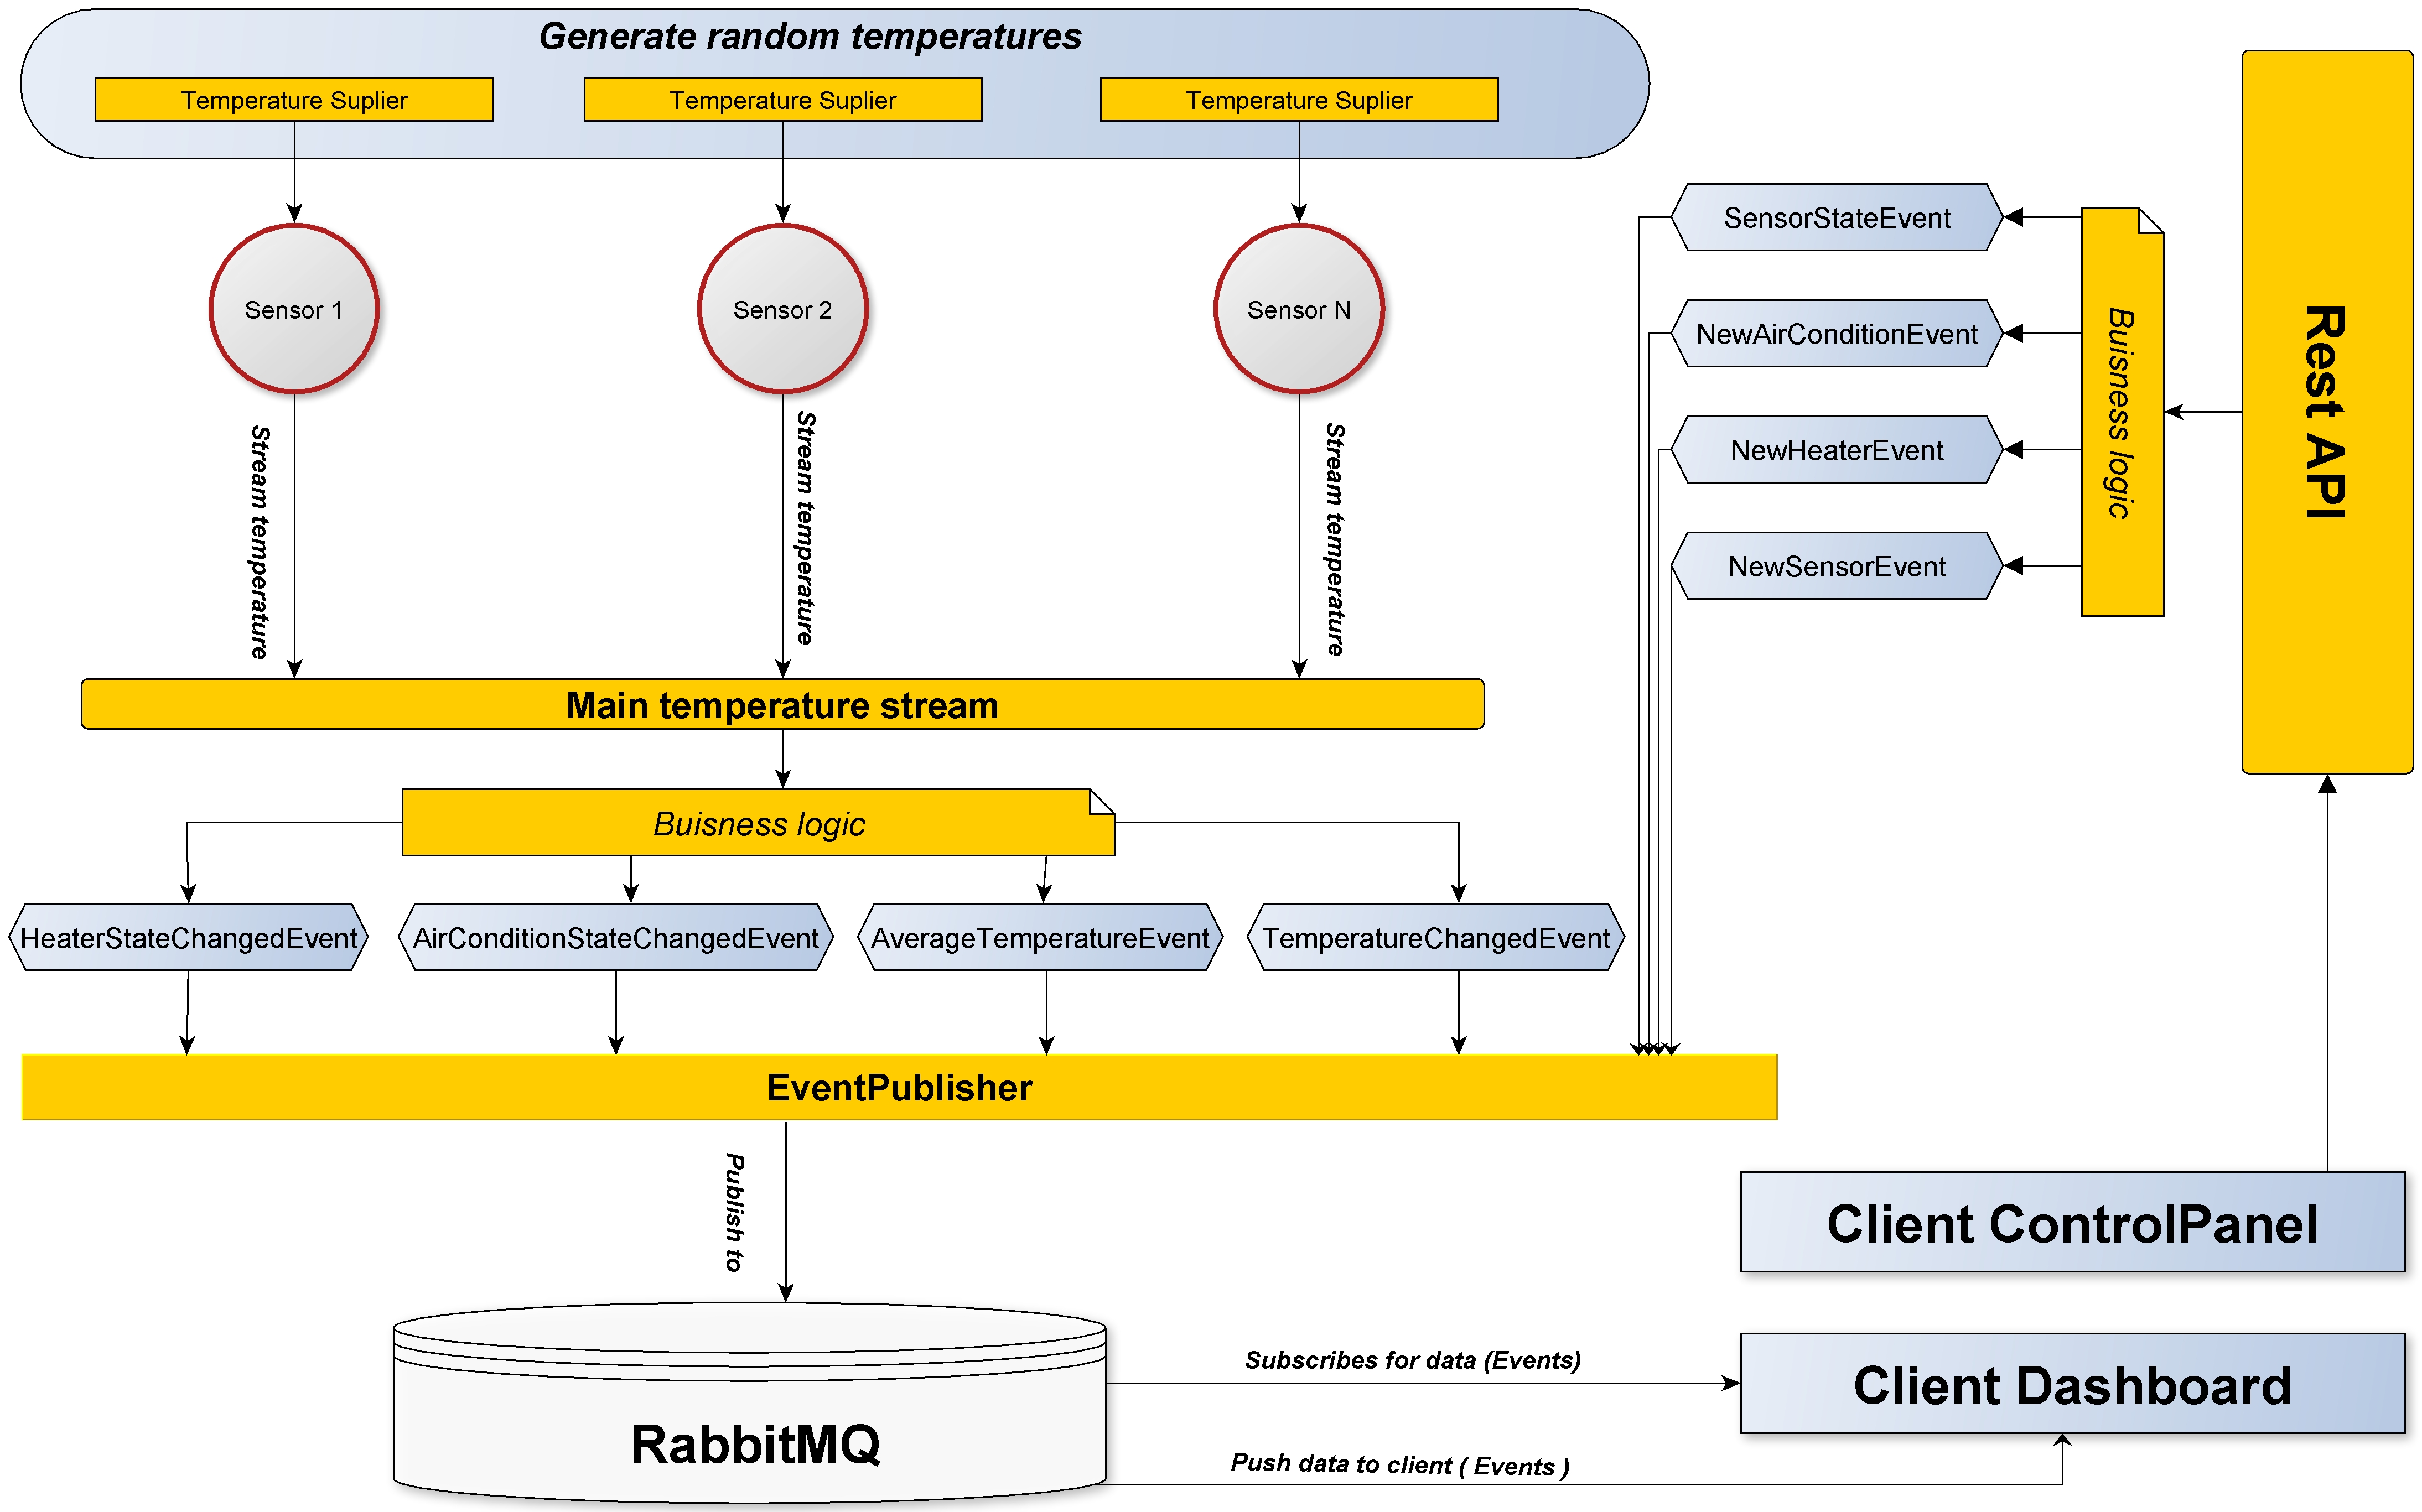 Generate random temperatures
Temperature Suplier
Temperature Suplier
Temperature Suplier
Sensor 1
Sensor 2
Sensor N
Stream temperature
Stream temperature
Stream temperature
Main temperature stream
Buisness logic
HeaterStateChangedEvent
AirConditionStateChangedEvent
AverageTemperatureEvent
TemperatureChangedEvent
SensorStateEvent
NewAirConditionEvent
NewHeaterEvent
NewSensorEvent
Buisness logic
Rest API
EventPublisher
Publish to
RabbitMQ
Subscribes for data (Events)
Push data to client ( Events )
Client ControlPanel
Client Dashboard